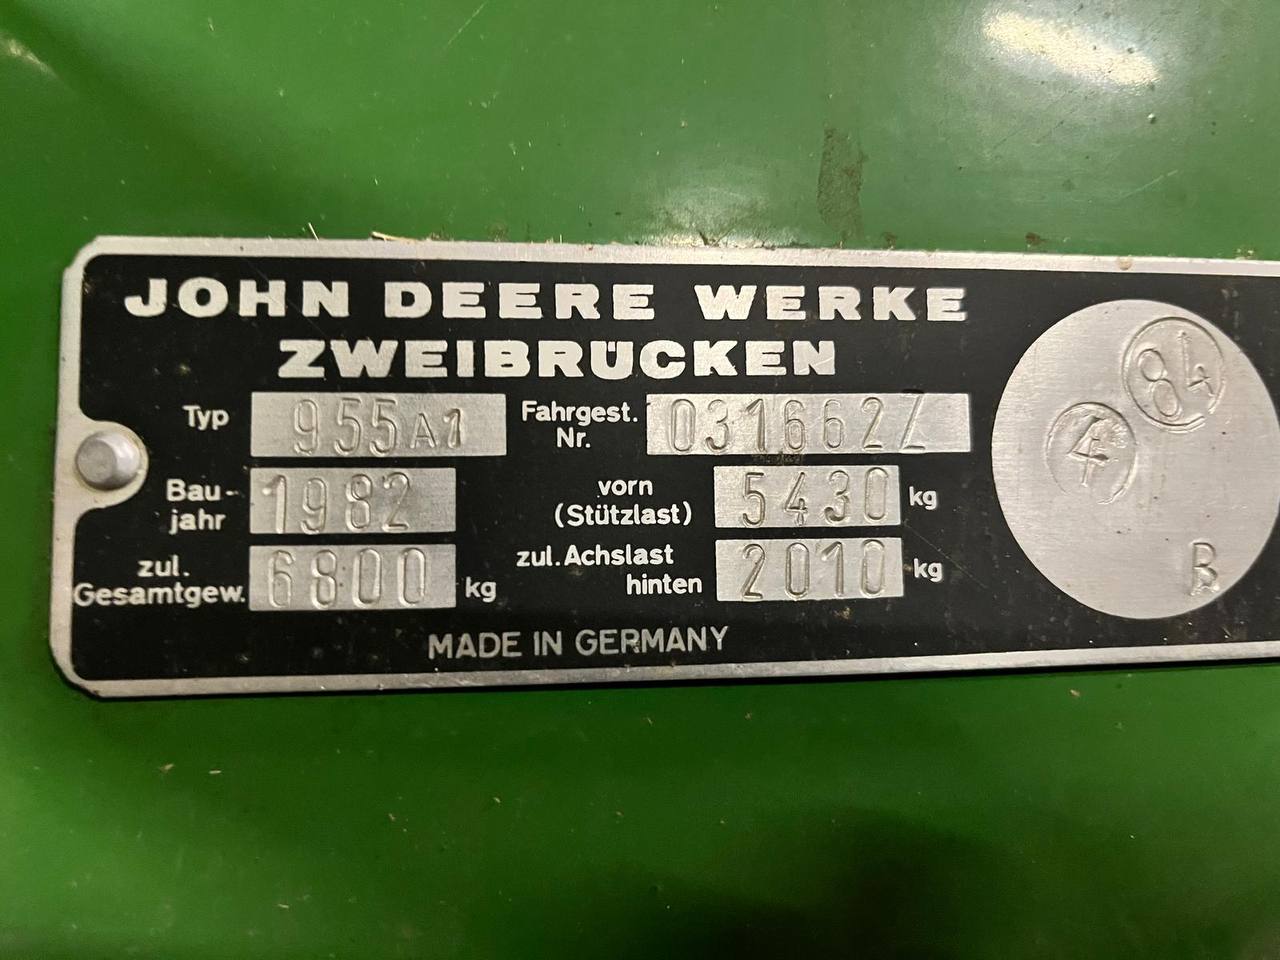 JOHN DEERE WERKE
ZWEIBRÜCKEN
Typ 955A1 Fahrgest. Nr. 0316622Z
Bau-jahr 1982 vorn (Stützlast) 5430 kg
zul. Gesamtgew. 6800 kg zul. Achslast hinten 2010 kg
MADE IN GERMANY
84
4
B